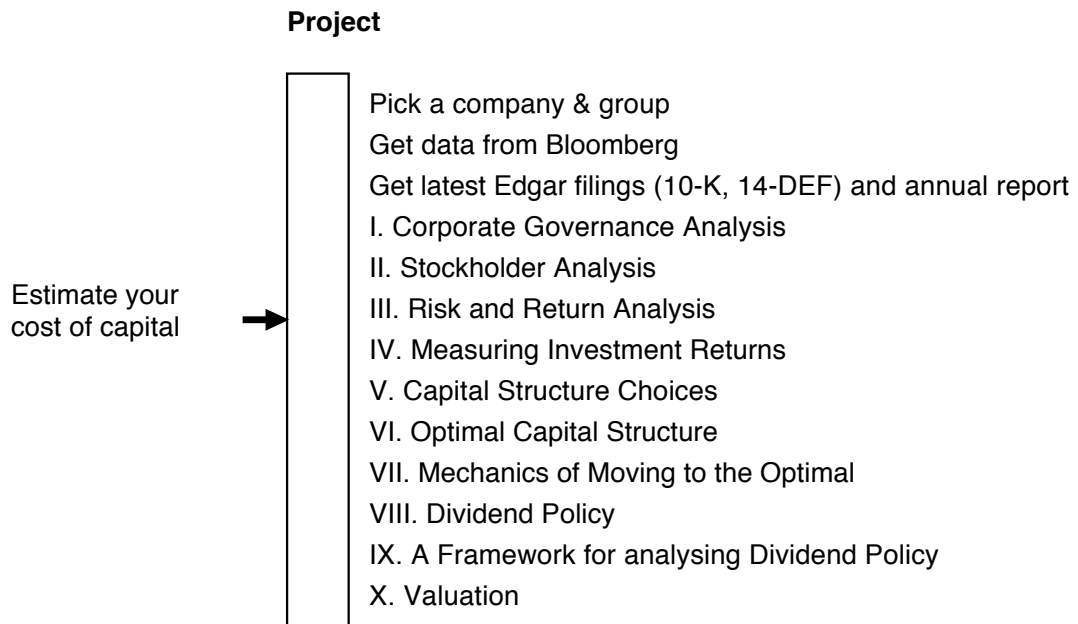 Project
Pick a company & group
Get data from Bloomberg
Get latest Edgar filings (10-K, 14-DEF) and annual report
I. Corporate Governance Analysis
II. Stockholder Analysis
Estimate your
cost of capital
III. Risk and Return Analysis
IV. Measuring Investment Returns
V. Capital Structure Choices
VI. Optimal Capital Structure
VII. Mechanics of Moving to the Optimal
VIII. Dividend Policy
IX. A Framework for analysing Dividend Policy
X. Valuation